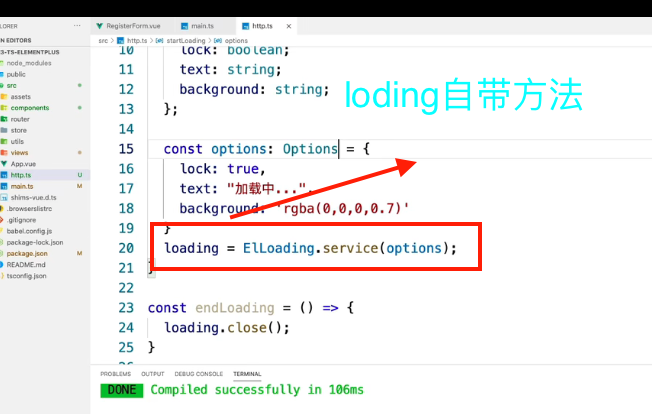 LORER
···
RegisterForm.vue
main.ts
http.ts ×
N EDITORS
3-TS-ELEMENTPLUS
node_modules
public
src
assets
components
router
store
utils
views
App.vue
http.ts U
main.ts M
shims-vue.d.ts
.browserslistrc
.gitignore
babel.config.js
package-lock.json
package.json M
README.md
tsconfig.json
src > http.ts > startLoading > options
10 lock: boolean;
11 text: string;
12 background: string;
13 };
14
15 const options: Options = {
16 lock: true,
17 text: "加载中...",
18 background: 'rgba(0,0,0,0.7)'
19 }
20 loading = ElLoading.service(options);
21 }
22
23 const endLoading = () => {
24 loading.close();
25 }
loding自带方法
PROBLEMS OUTPUT DEBUG CONSOLE TERMINAL
DONE Compiled successfully in 106ms